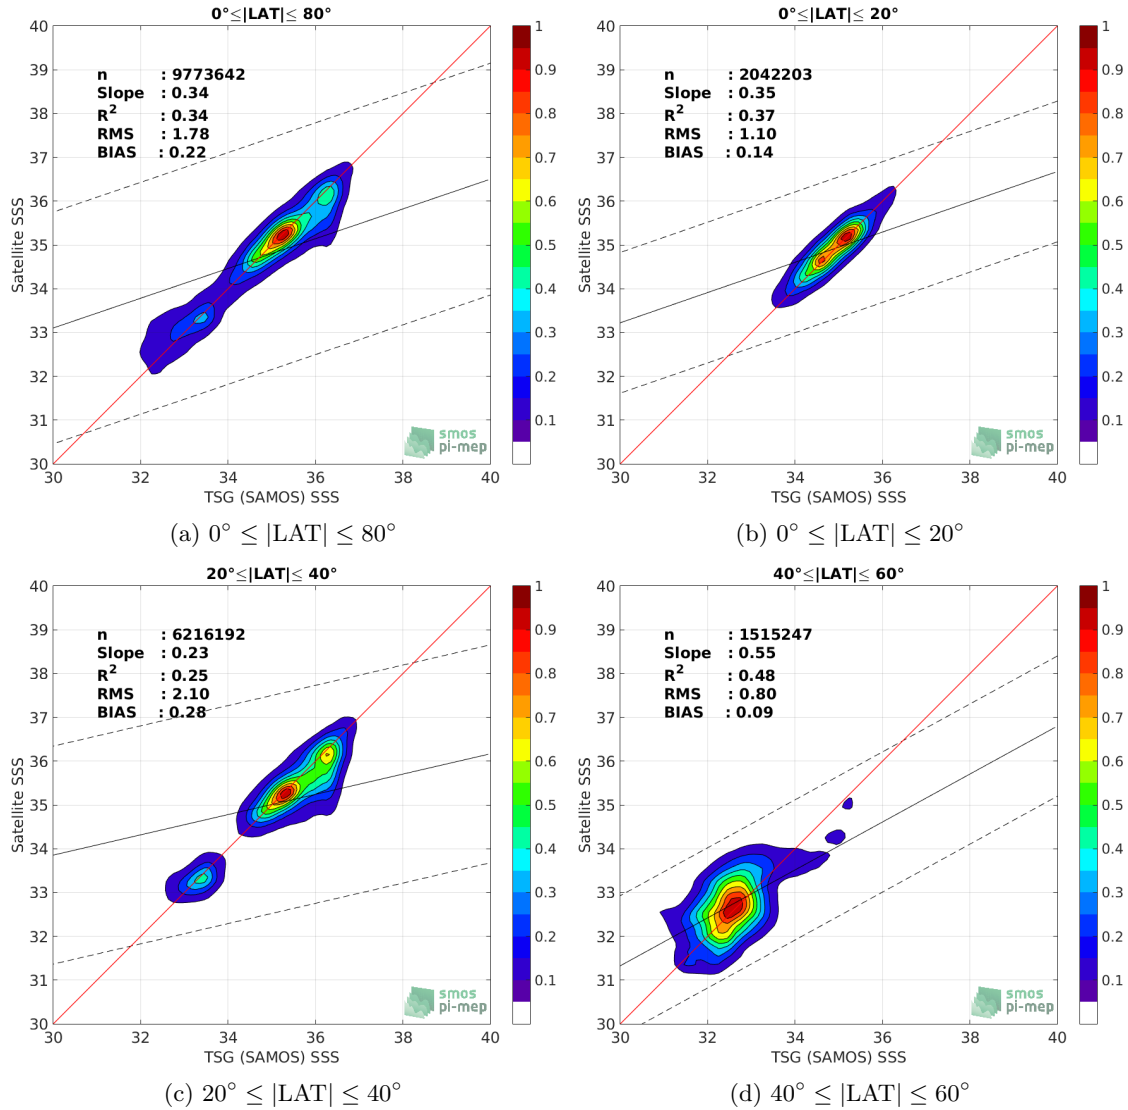 0°≤|LAT|≤ 80°
n : 9773642
Slope : 0.34
R2 : 0.34
RMS : 1.78
BIAS : 0.22
40
39
38
37
36
35
34
33
32
31
30
Satellite SSS
30 32 34 36 38 40
TSG (SAMOS) SSS
smos
pi-mep
1
0.9
0.8
0.7
0.6
0.5
0.4
0.3
0.2
0.1
(a) 0° ≤ |LAT| ≤ 80°
0°≤|LAT|≤ 20°
n : 2042203
Slope : 0.35
R2 : 0.37
RMS : 1.10
BIAS : 0.14
40
39
38
37
36
35
34
33
32
31
30
Satellite SSS
30 32 34 36 38 40
TSG (SAMOS) SSS
smos
pi-mep
1
0.9
0.8
0.7
0.6
0.5
0.4
0.3
0.2
0.1
(b) 0° ≤ |LAT| ≤ 20°
20°≤|LAT|≤ 40°
n : 6216192
Slope : 0.23
R2 : 0.25
RMS : 2.10
BIAS : 0.28
40
39
38
37
36
35
34
33
32
31
30
Satellite SSS
30 32 34 36 38 40
TSG (SAMOS) SSS
smos
pi-mep
1
0.9
0.8
0.7
0.6
0.5
0.4
0.3
0.2
0.1
(c) 20° ≤ |LAT| ≤ 40°
40°≤|LAT|≤ 60°
n : 1515247
Slope : 0.55
R2 : 0.48
RMS : 0.80
BIAS : 0.09
40
39
38
37
36
35
34
33
32
31
30
Satellite SSS
30 32 34 36 38 40
TSG (SAMOS) SSS
smos
pi-mep
1
0.9
0.8
0.7
0.6
0.5
0.4
0.3
0.2
0.1
(d) 40° ≤ |LAT| ≤ 60°